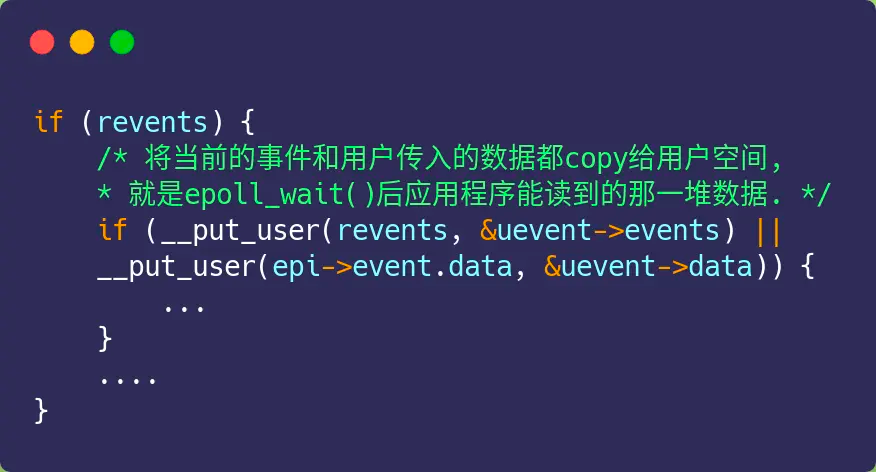 if (revents) {
    /* 将当前的事件和用户传入的数据都copy给用户空间,
    * 就是epoll_wait()后应用程序能读到的那一堆数据. */
    if (__put_user(revents, &uevent->events) ||
    __put_user(epi->event.data, &uevent->data)) {
        ...
    }
    ....
}